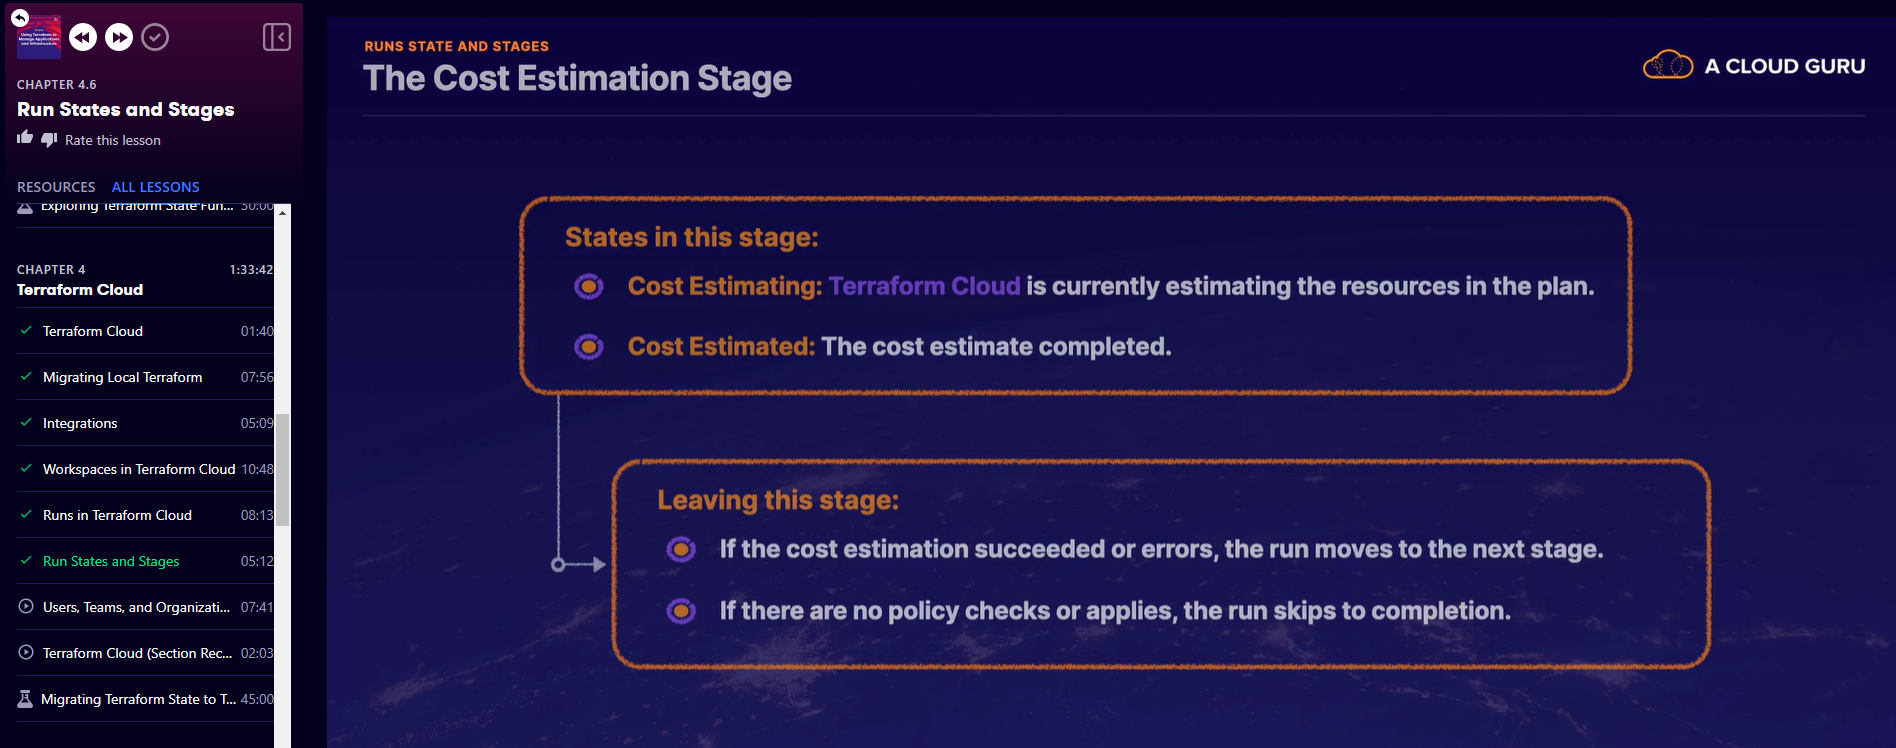 Using Terraform to
Manage Applications
and Infrastructure
CHAPTER 4.6
Run States and Stages
Rate this lesson
RESOURCES ALL LESSONS
Exploring Terraform State Fun... 30:00
CHAPTER 4 1:33:42
Terraform Cloud
Terraform Cloud 01:40
Migrating Local Terraform 07:56
Integrations 05:09
Workspaces in Terraform Cloud 10:48
Runs in Terraform Cloud 08:13
Run States and Stages 05:12
Users, Teams, and Organizati... 07:41
Terraform Cloud (Section Rec... 02:03
Migrating Terraform State to T... 45:00
RUNS STATE AND STAGES
The Cost Estimation Stage
A CLOUD GURU
States in this stage:
Cost Estimating: Terraform Cloud is currently estimating the resources in the plan.
Cost Estimated: The cost estimate completed.
Leaving this stage:
If the cost estimation succeeded or errors, the run moves to the next stage.
If there are no policy checks or applies, the run skips to completion.